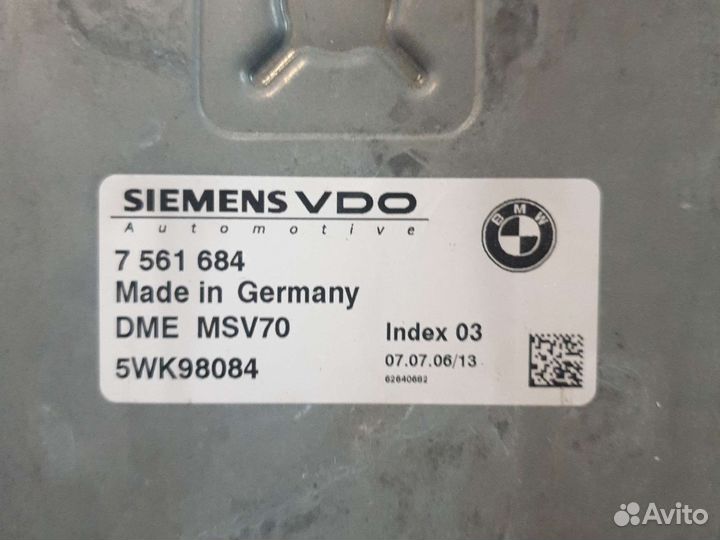 SIEMENS VDO
Automotive
BMW
7 561 684
Made in Germany
DME MSV70
Index 03
5WK98084
07.07.06/13
62640662
Avito